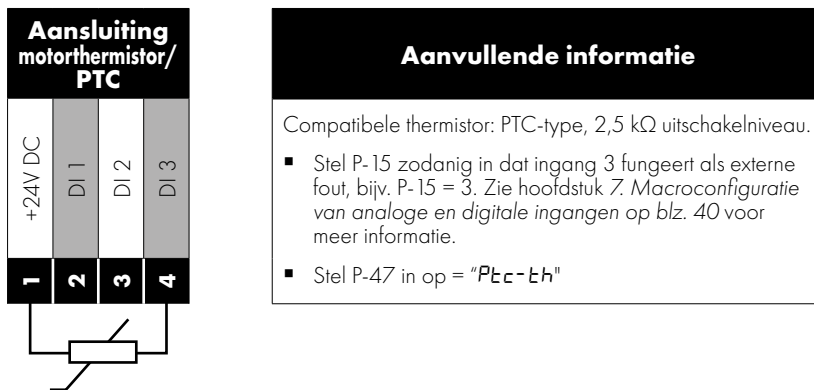 Aansluiting
motorthermistor/
PTC
+24V DC
DI 1
DI 2
DI 3
1
2
3
4
Aanvullende informatie
Compatibele thermistor: PTC-type, 2,5 kΩ uitschakelniveau.
▪ Stel P-15 zodanig in dat ingang 3 fungeert als externe
fout, bijv. P-15 = 3. Zie hoofdstuk 7. Macroconfiguratie
van analoge en digitale ingangen op blz. 40 voor
meer informatie.
▪ Stel P-47 in op = “Ptc-th"